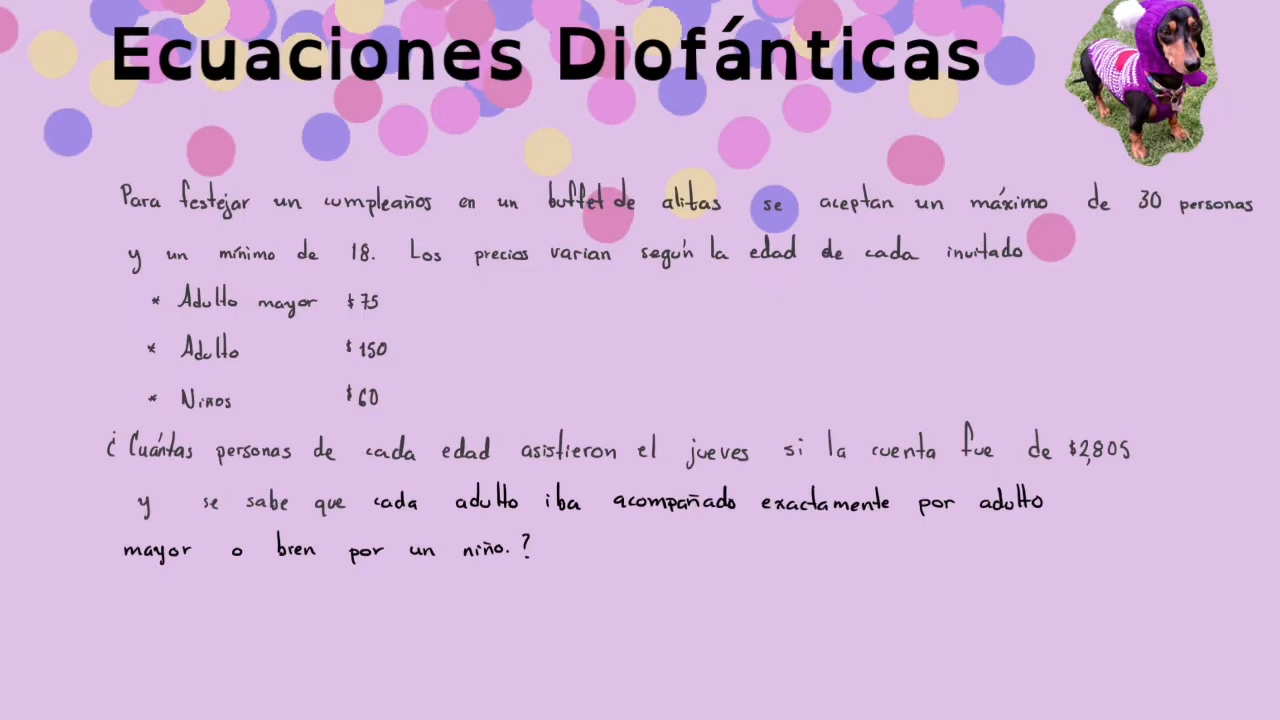 Ecuaciones Diofánticas
Para festejar un cumpleaños en un buffet de alitas se aceptan un máximo de 30 personas
y un mínimo de 18. Los precios varian según la edad de cada invitado
* Adulto mayor $75
* Adulto $150
* Niños $60
¿Cuántas personas de cada edad asistieron el jueves si la cuenta fue de $2,805
y se sabe que cada adulto iba acompañado exactamente por adulto
mayor o bien por un niño.?